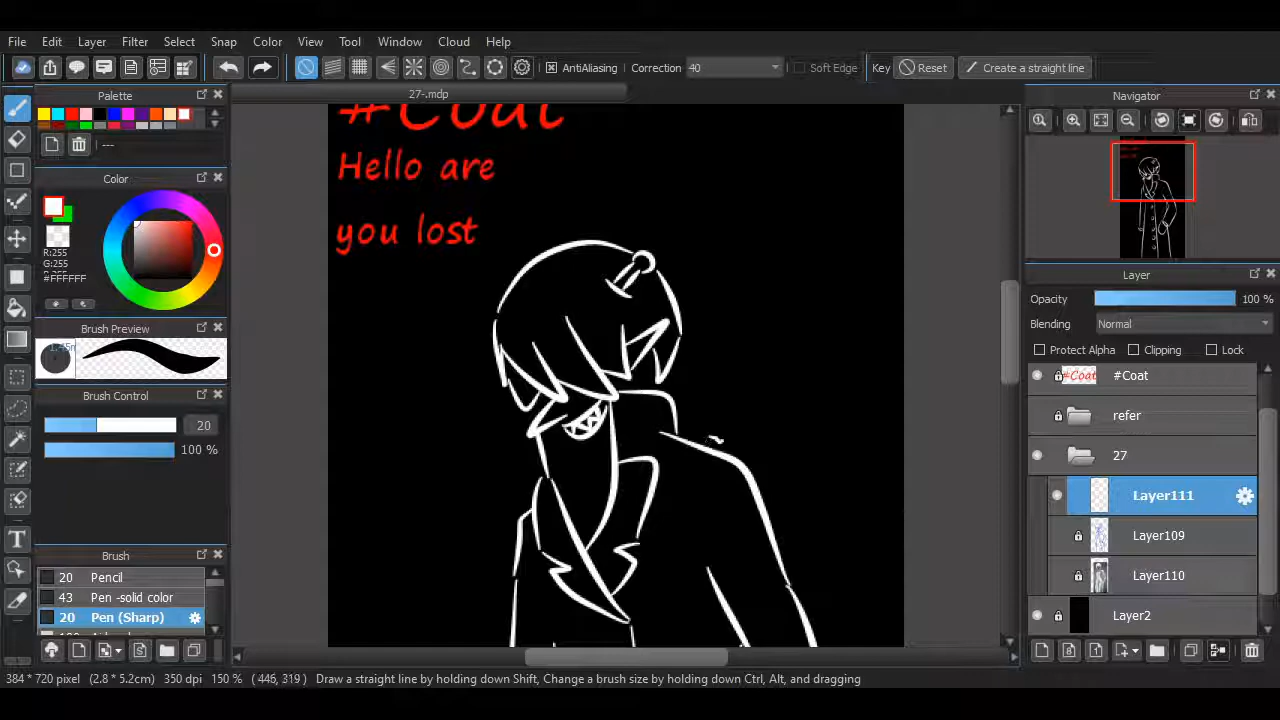 File Edit Layer Filter Select Snap Color View Tool Window Cloud Help
AntiAliasing Correction 40 Soft Edge Key Reset Create a straight line
Palette
27-.mdp
Navigator
---
Color
R:255
G:255
#FFFFFF
Brush Preview
Brush Control
20
100 %
Brush
20 Pencil
43 Pen -solid color
20 Pen (Sharp)
#Coat
Hello are
you lost
Layer
Opacity 100 %
Blending Normal
Protect Alpha Clipping Lock
#Coat #Coat
refer
27
Layer111
Layer109
Layer110
Layer2
384 * 720 pixel (2.8 * 5.2cm) 350 dpi 150 % ( 446, 319 ) Draw a straight line by holding down Shift, Change a brush size by holding down Ctrl, Alt, and dragging